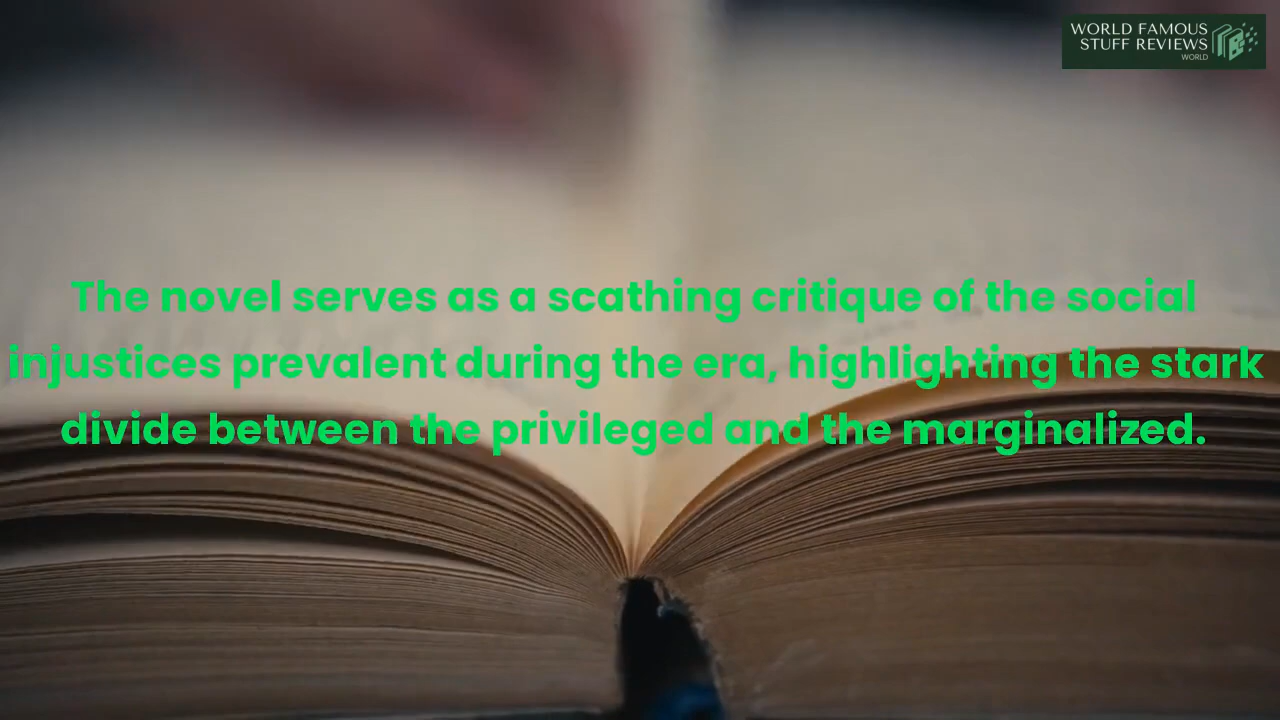 WORLD FAMOUS
STUFF REVIEWS
WORLD
The novel serves as a scathing critique of the social
injustices prevalent during the era, highlighting the stark
divide between the privileged and the marginalized.